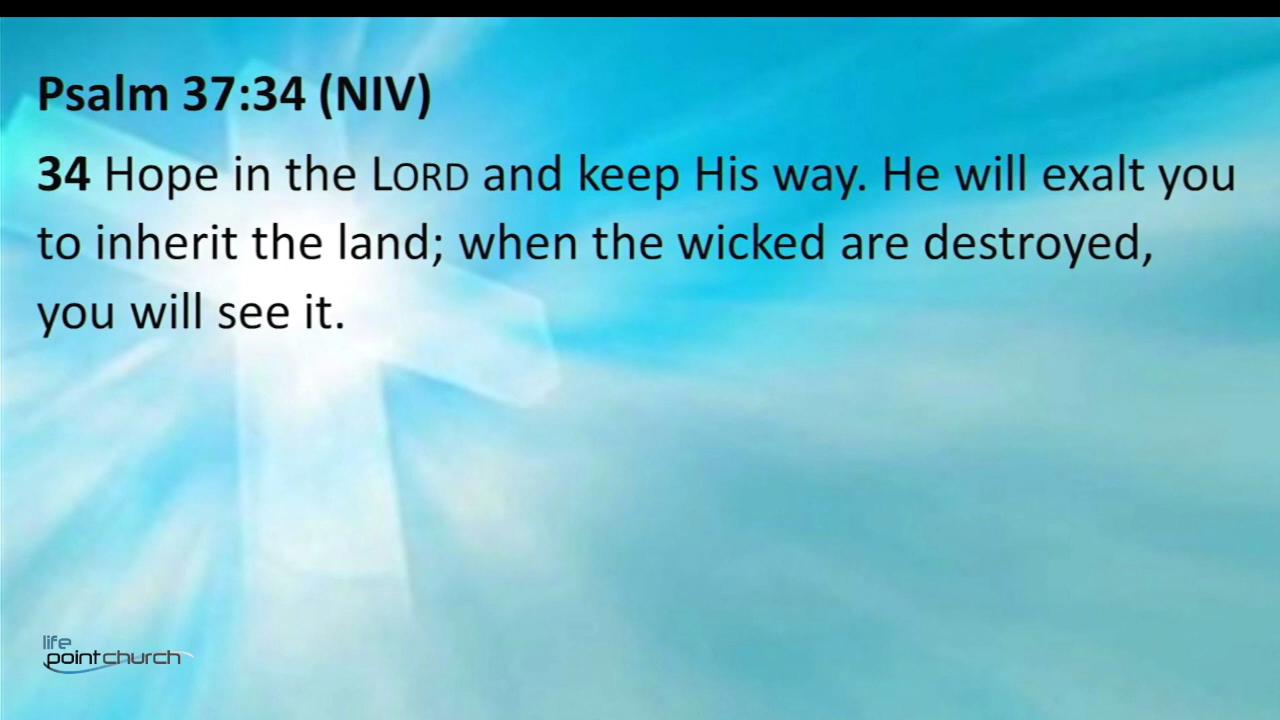 Psalm 37:34 (NIV)
34 Hope in the LORD and keep His way. He will exalt you
to inherit the land; when the wicked are destroyed,
you will see it.
life
pointchurch